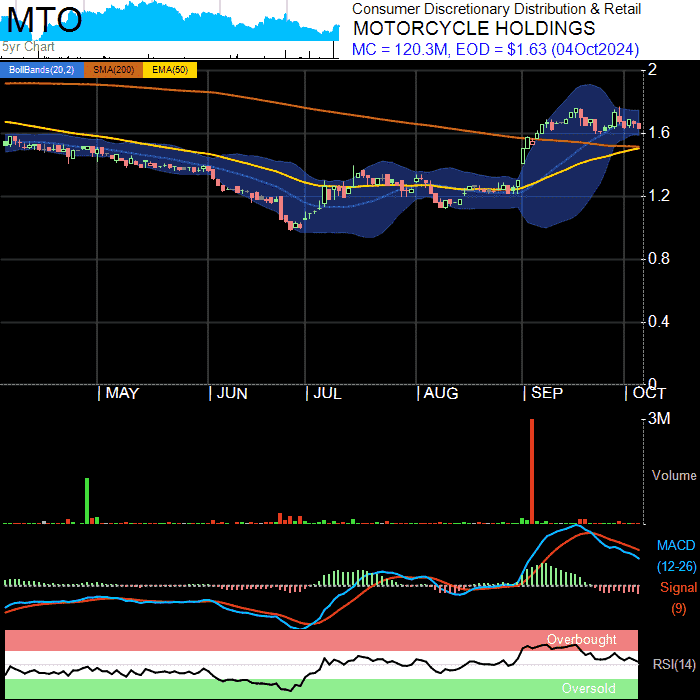 MTO
5yr Chart
Consumer Discretionary Distribution & Retail
MOTORCYCLE HOLDINGS
MC = 120.3M, EOD = $1.63 (04Oct2024)
BollBands(20,2) SMA(200) EMA(50)
2
1.6
1.2
0.8
0.4
0
MAY JUN JUL AUG SEP OCT
3M
Volume
MACD
(12-26)
Signal
(9)
Overbought
RSI(14)
Oversold